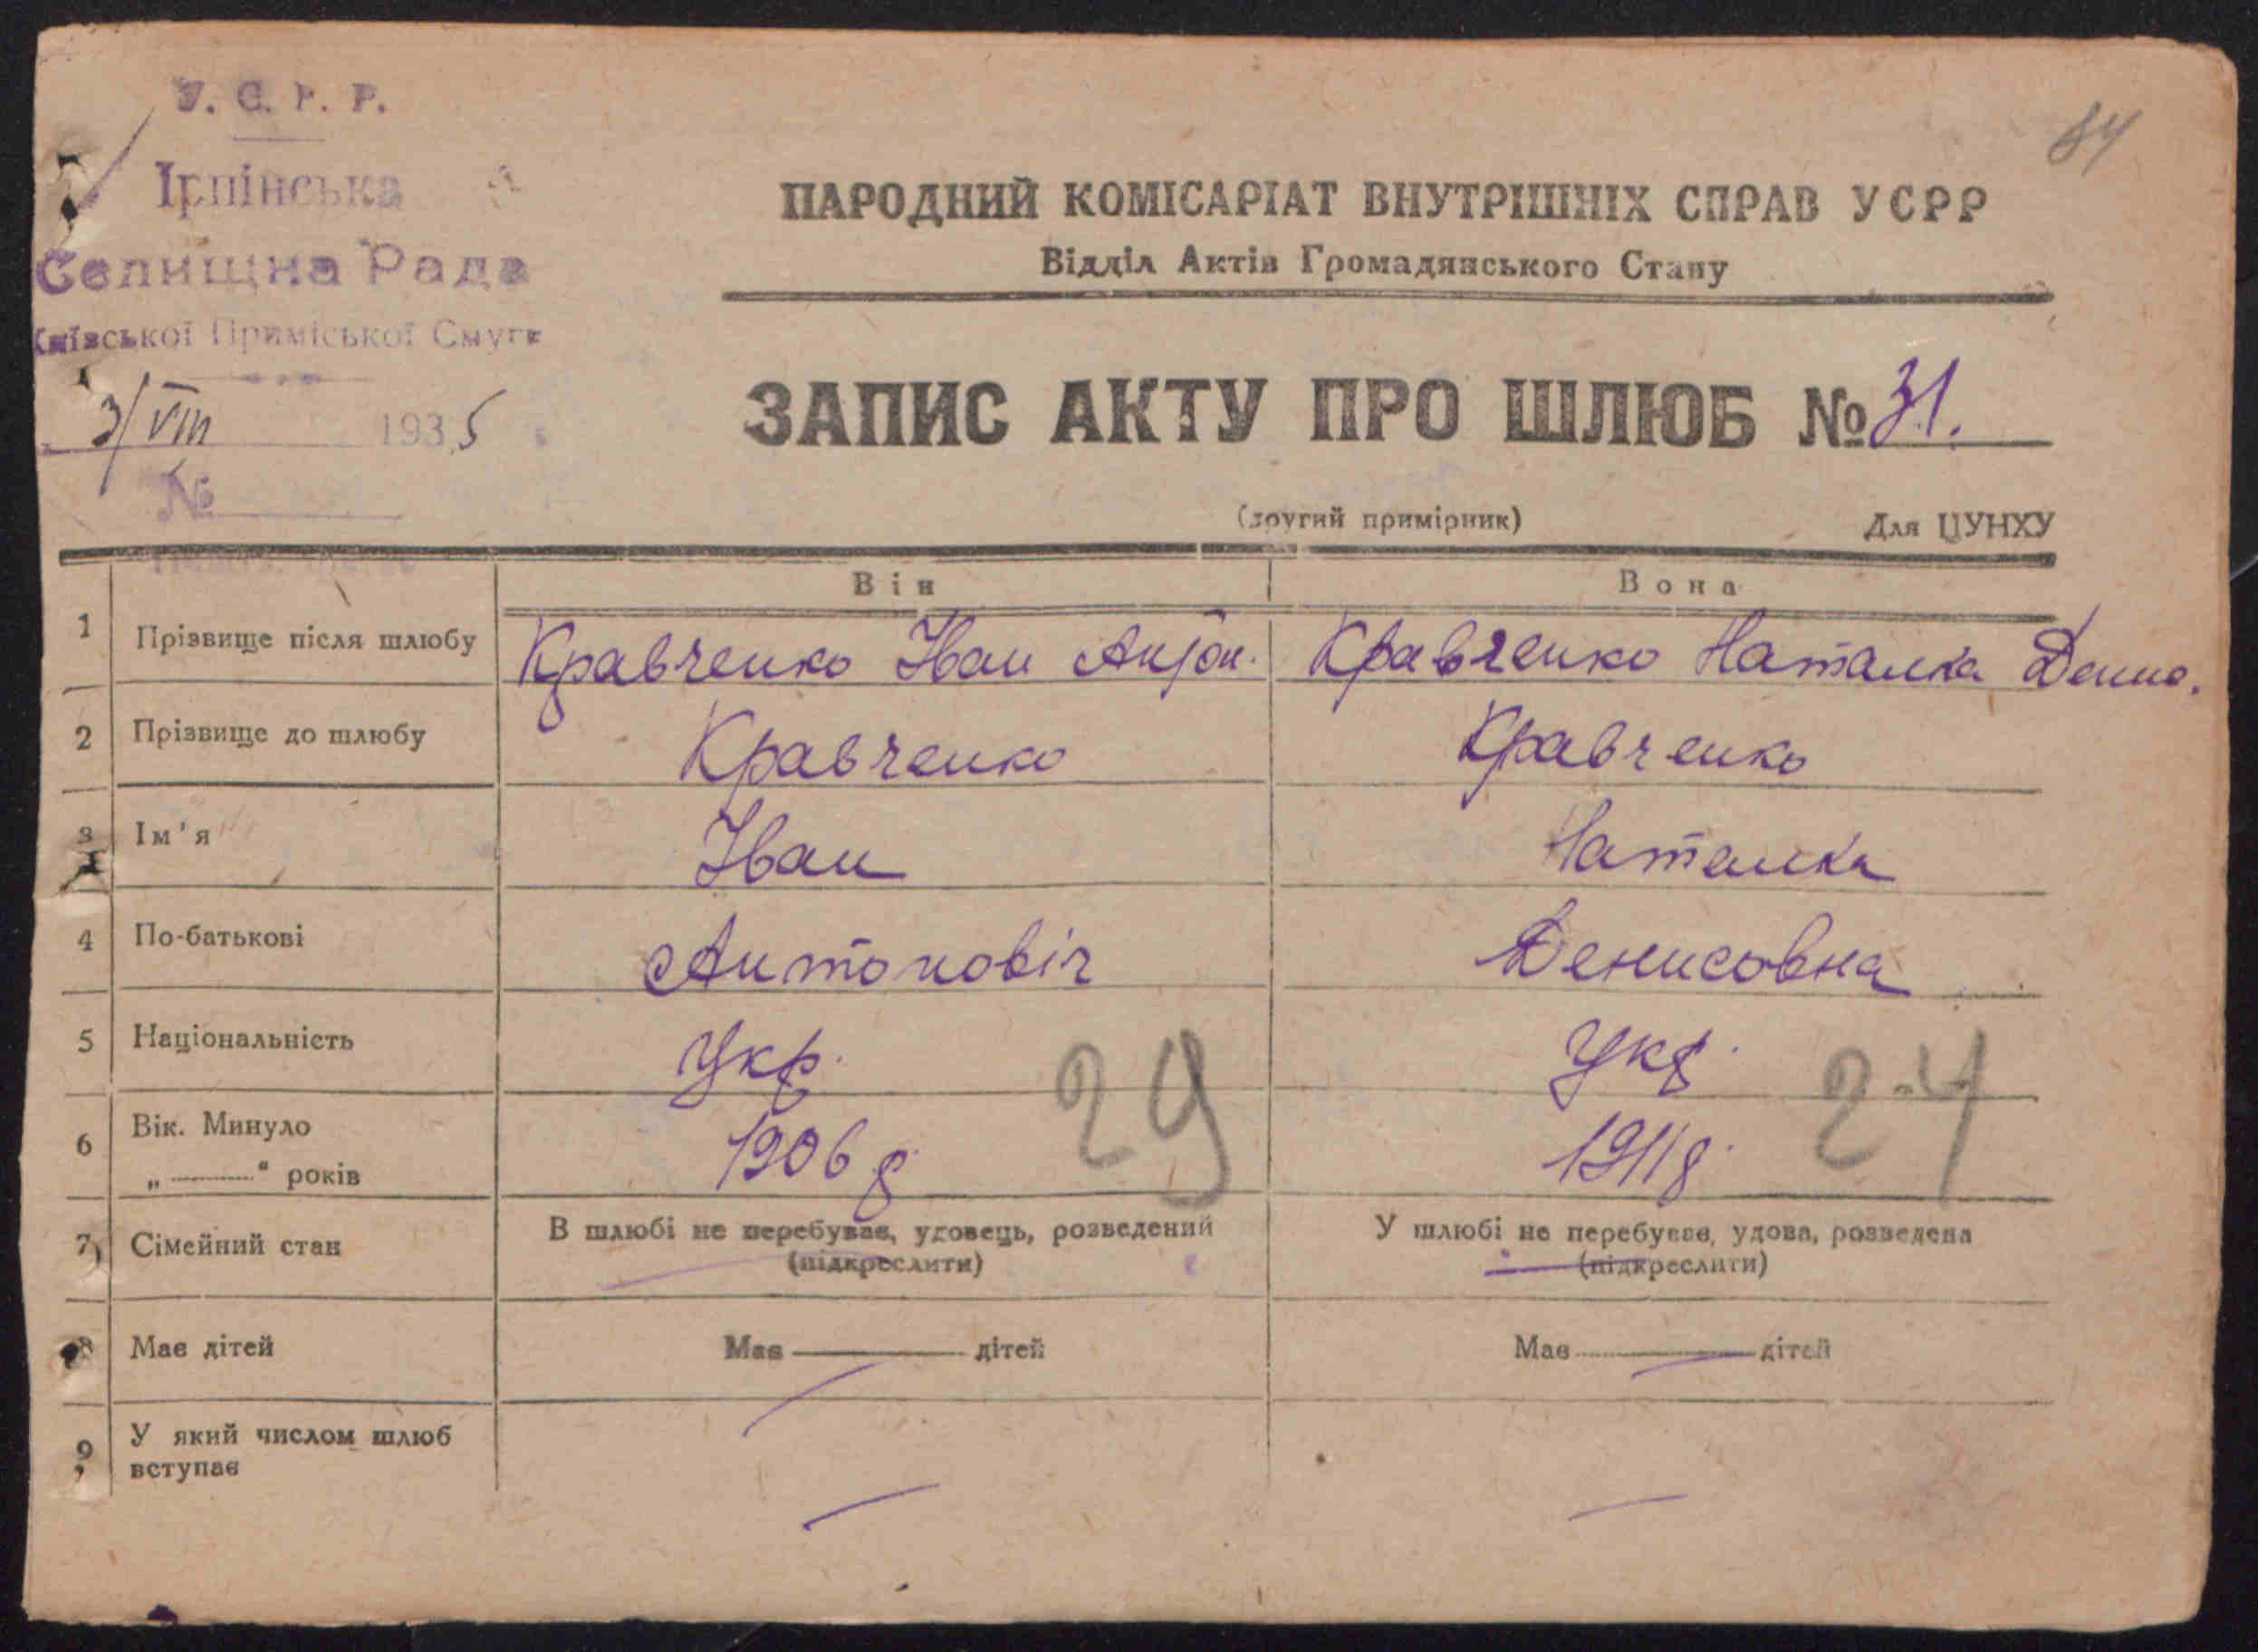 У. С. Р. Р.
Ірпінська
Селищна Рада
Київської Приміської Смуги
3/VIII 1935
№
84
НАРОДНИЙ КОМІСАРІАТ ВНУТРІШНІХ СПРАВ УСРР
Відділ Актів Громадянського Стану
ЗАПИС АКТУ ПРО ШЛЮБ № 31.
(другий примірник) Для ЦУНХУ
Він Вона
1 Прізвище після шлюбу Кравченко Іван Антон. Кравченко Наталка Денис.
2 Прізвище до шлюбу Кравченко Кравченко
3 Ім'я Іван Наталка
4 По-батькові Антоновіч Денисовна
5 Національність Укр. Укр.
6 Вік. Минуло 1906 р. 29 1911 р. 24
„ ——— “ років
7 Сімейний стан В шлюбі не перебуває, удовець, розведений У шлюбі не перебуває, удова, розведена
(підкреслити) (підкреслити)
8 Має дітей Має ——— дітей Має ——— дітей
9 У який числом шлюб
вступає — —